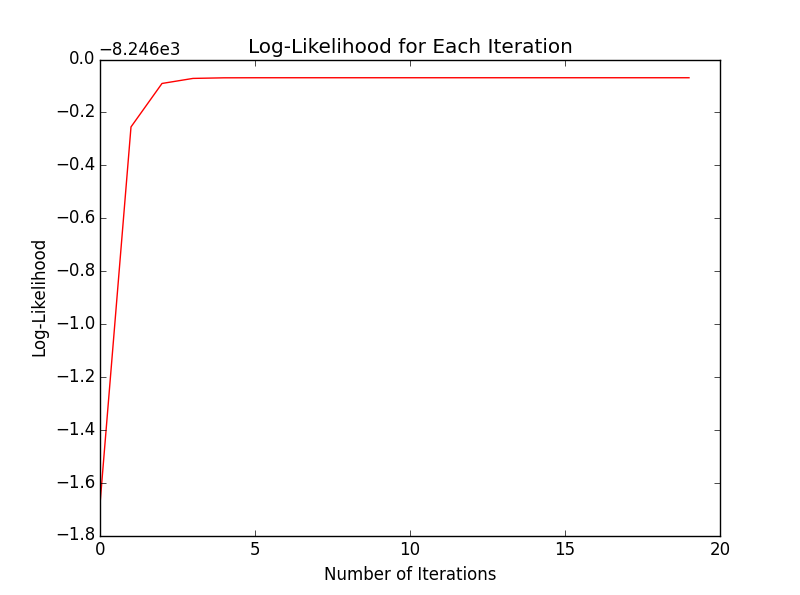 Log-Likelihood for Each Iteration
−8.246e3
0.0
−0.2
−0.4
−0.6
−0.8
−1.0
−1.2
−1.4
−1.6
−1.8
Log-Likelihood
0 5 10 15 20
Number of Iterations